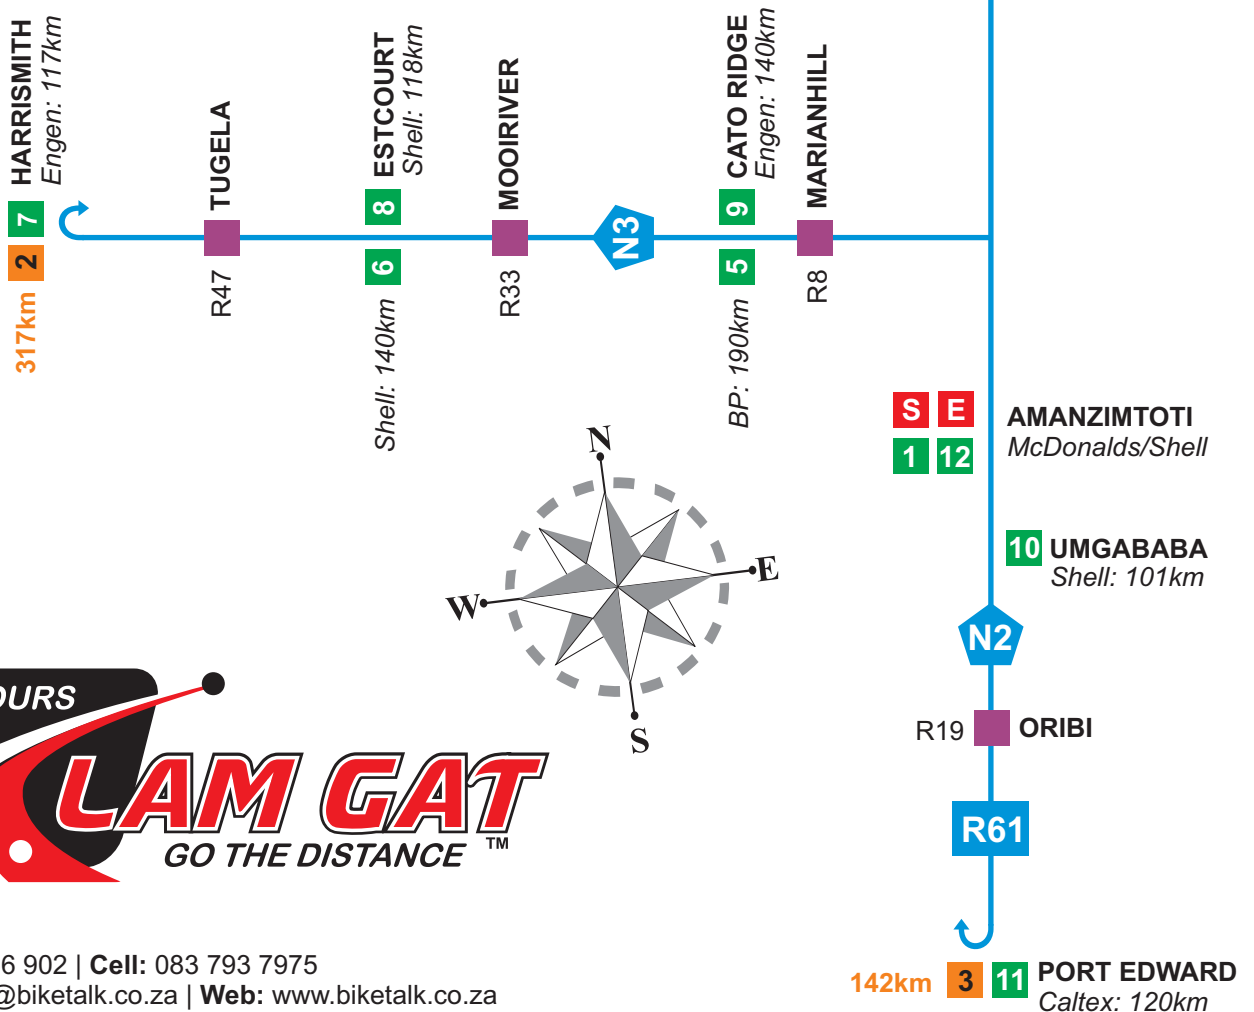 HARRISMITH
Engen: 117km
7
2
317km
TUGELA
R47
ESTCOURT
Shell: 118km
8
6
Shell: 140km
MOOIRIVER
R33
N3
CATO RIDGE
Engen: 140km
9
5
BP: 190km
MARIANHILL
R8
S E
1 12
AMANZIMTOTI
McDonalds/Shell
10 UMGABABA
Shell: 101km
N
W
E
S
N2
R19 ORIBI
R61
LAM GAT
GO THE DISTANCE ™
6 902 | Cell: 083 793 7975
@biketalk.co.za | Web: www.biketalk.co.za
142km 3 11 PORT EDWARD
Caltex: 120km